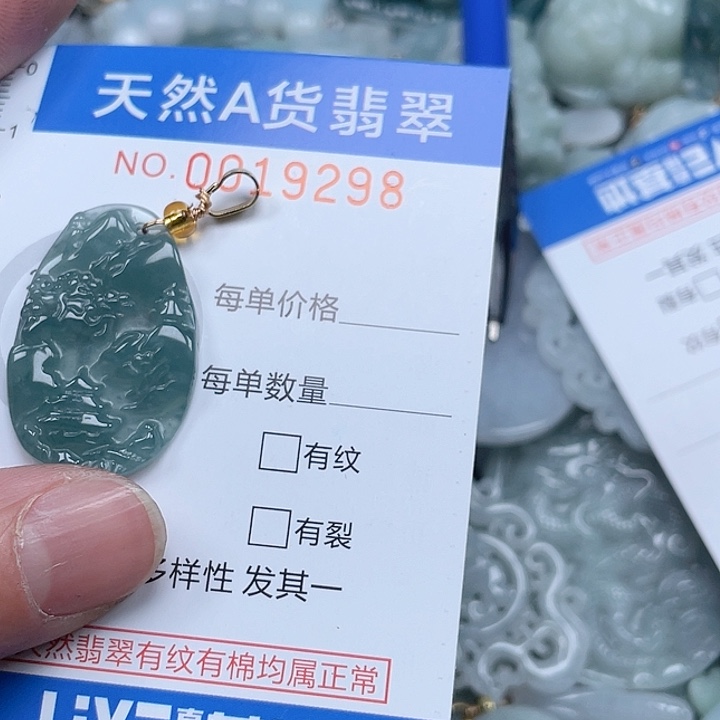 天然A货翡翠
NO. 0019298
每单价格
每单数量
有纹
有裂
多样性 发其一
天然翡翠有纹有棉均属正常